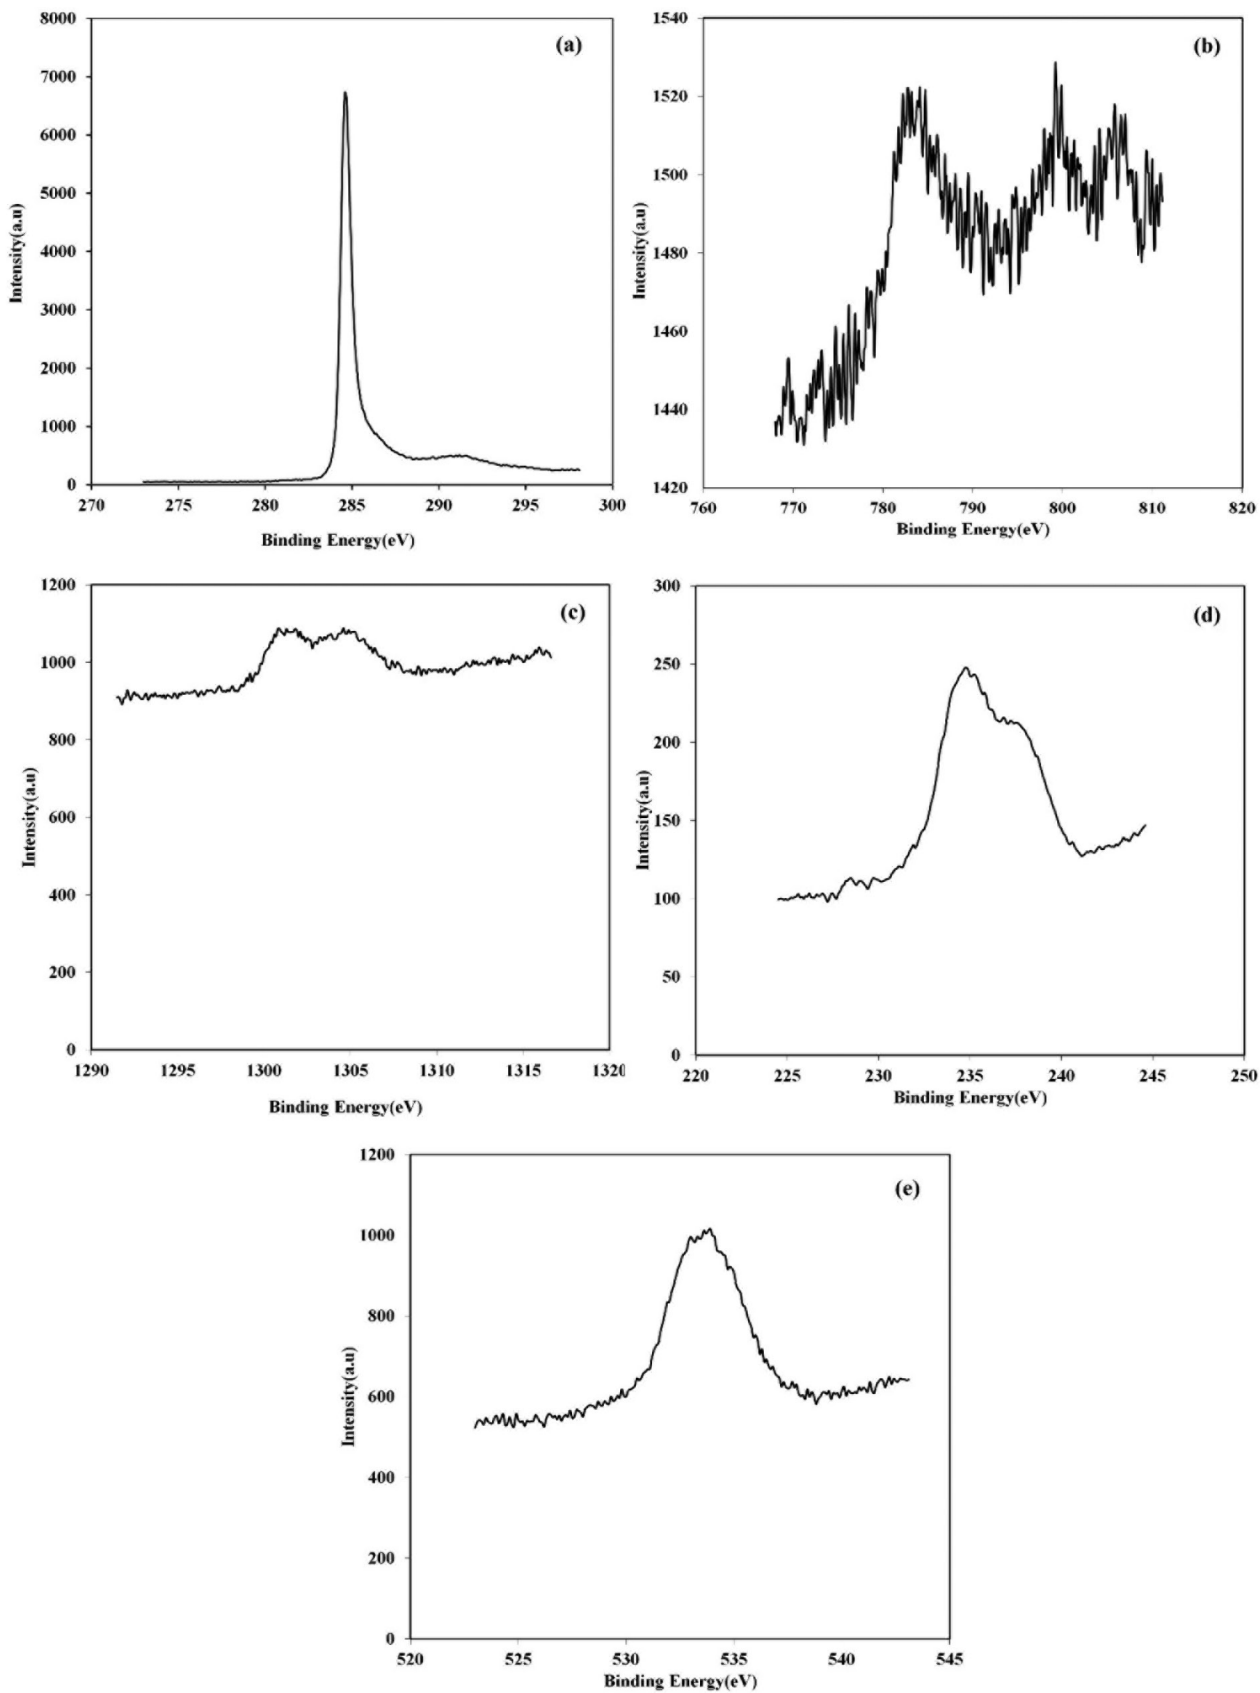 (a)
8000
7000
6000
5000
4000
3000
2000
1000
0
Intensity(a.u)
270 275 280 285 290 295 300
Binding Energy(eV)
(b)
1540
1520
1500
1480
1460
1440
1420
Intensity(a.u)
760 770 780 790 800 810 820
Binding Energy(eV)
(c)
1200
1000
800
600
400
200
0
Intensity(a.u)
1290 1295 1300 1305 1310 1315 1320
Binding Energy(eV)
(d)
300
250
200
150
100
50
0
Intensity(a.u)
220 225 230 235 240 245 250
Binding Energy(eV)
(e)
1200
1000
800
600
400
200
0
Intensity(a.u)
520 525 530 535 540 545
Binding Energy(eV)